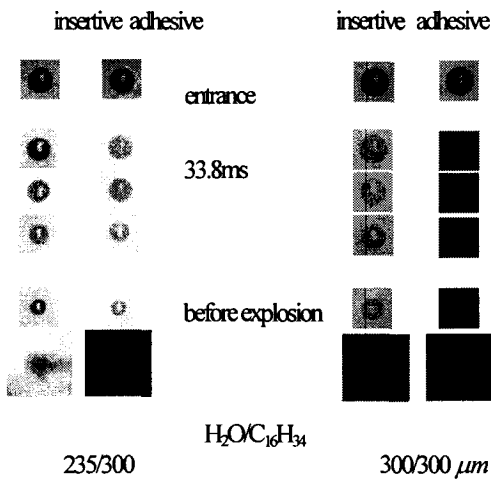 insertive adhesive insertive adhesive
entrance
33.8ms
before explosion
H₂O/C₁₆H₃₄
235/300 300/300 μm